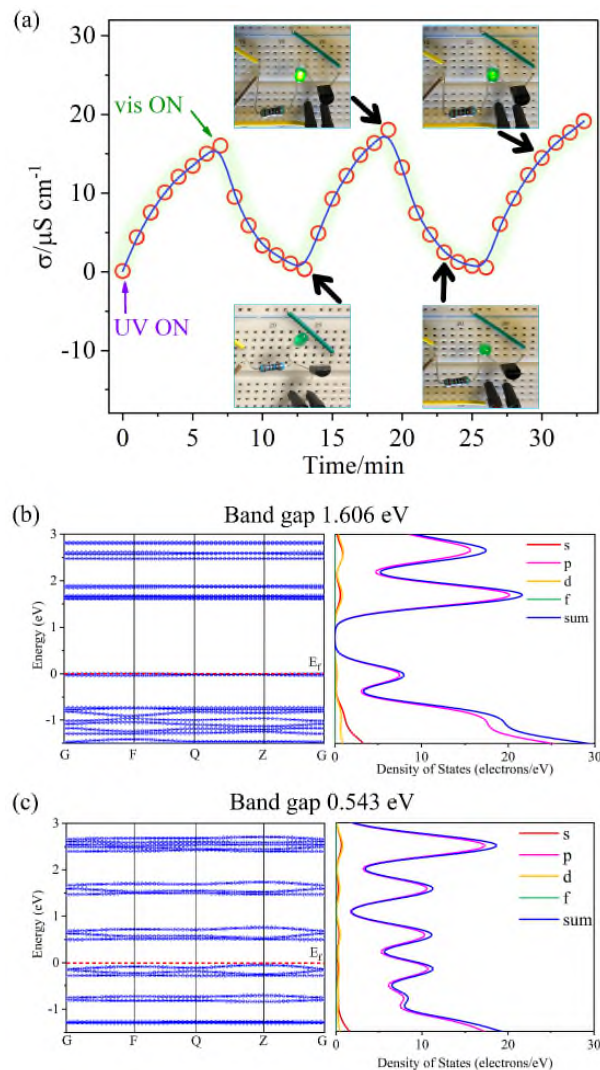 (a)
30
20
10
0
-10
σ/μS cm⁻¹
vis ON
UV ON
0 5 10 15 20 25 30
Time/min
(b) Band gap 1.606 eV
3
2
1
0
-1
Energy (eV)
E_f
G F Q Z G
s
p
d
f
sum
0 10 20 30
Density of States (electrons/eV)
(c) Band gap 0.543 eV
3
2
1
0
-1
Energy (eV)
E_f
G F Q Z G
s
p
d
f
sum
0 10 20 30
Density of States (electrons/eV)